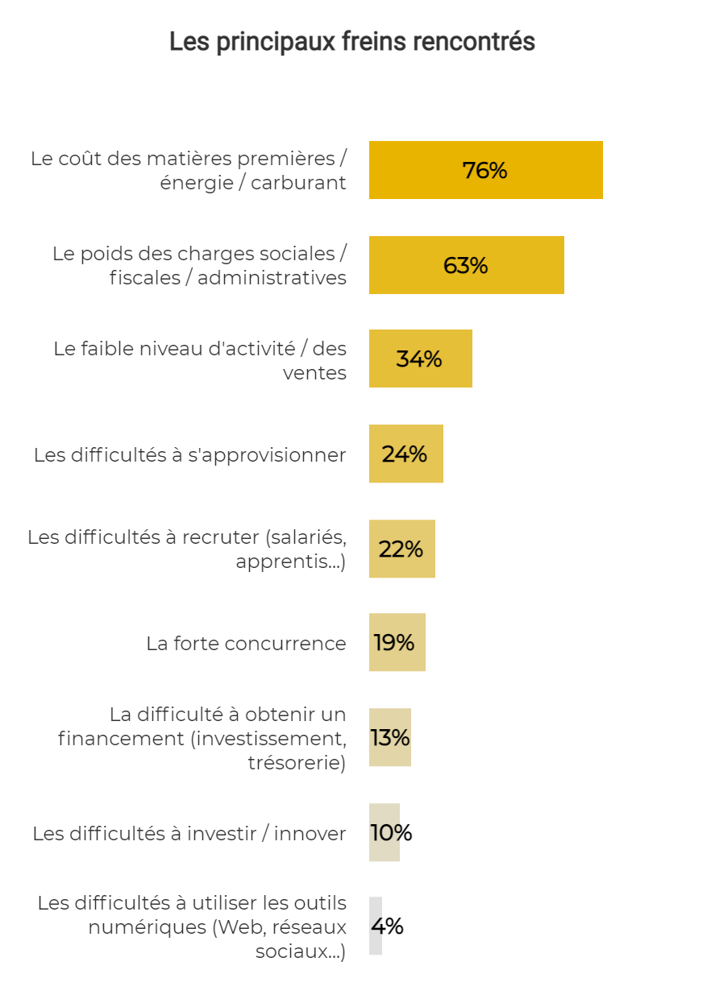 Les principaux freins rencontrés
Le coût des matières premières /
énergie / carburant
76%
Le poids des charges sociales /
fiscales / administratives
63%
Le faible niveau d'activité / des
ventes
34%
Les difficultés à s'approvisionner
24%
Les difficultés à recruter (salariés,
apprentis...)
22%
La forte concurrence
19%
La difficulté à obtenir un
financement (investissement,
trésorerie)
13%
Les difficultés à investir / innover
10%
Les difficultés à utiliser les outils
numériques (Web, réseaux
sociaux...)
4%